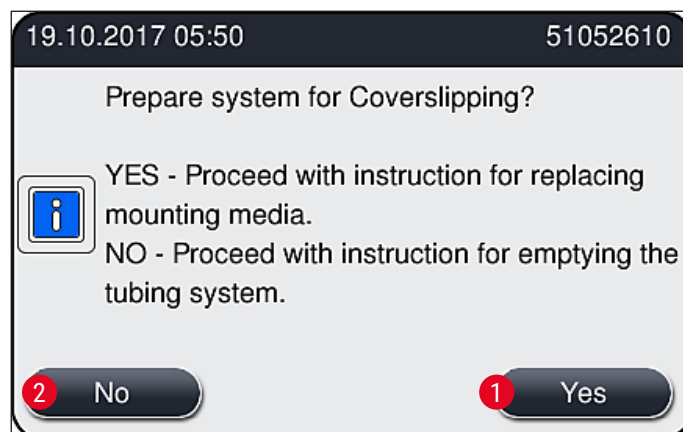 19.10.2017 05:50 51052610
Prepare system for Coverslipping?
YES - Proceed with instruction for replacing
mounting media.
NO - Proceed with instruction for emptying the
tubing system.
2 No 1 Yes